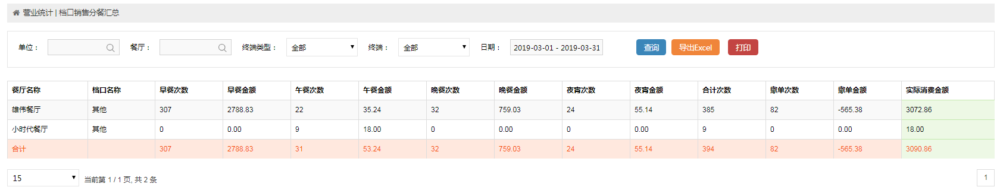 营业统计 | 档口销售分餐汇总
单位： 餐厅： 终端类型： 全部 终端： 全部 日期： 2019-03-01 - 2019-03-31 查询 导出Excel 打印
餐厅名称 档口名称 早餐次数 早餐金额 午餐次数 午餐金额 晚餐次数 晚餐金额 夜宵次数 夜宵金额 合计次数 撤单次数 撤单金额 实际消费金额
雄伟餐厅 其他 307 2788.83 22 35.24 32 759.03 24 55.14 385 82 -565.38 3072.86
小时代餐厅 其他 0 0.00 9 18.00 0 0.00 0 0.00 9 0 0.00 18.00
合计 307 2788.83 31 53.24 32 759.03 24 55.14 394 82 -565.38 3090.86
15 当前第 1 / 1 页, 共 2 条 1